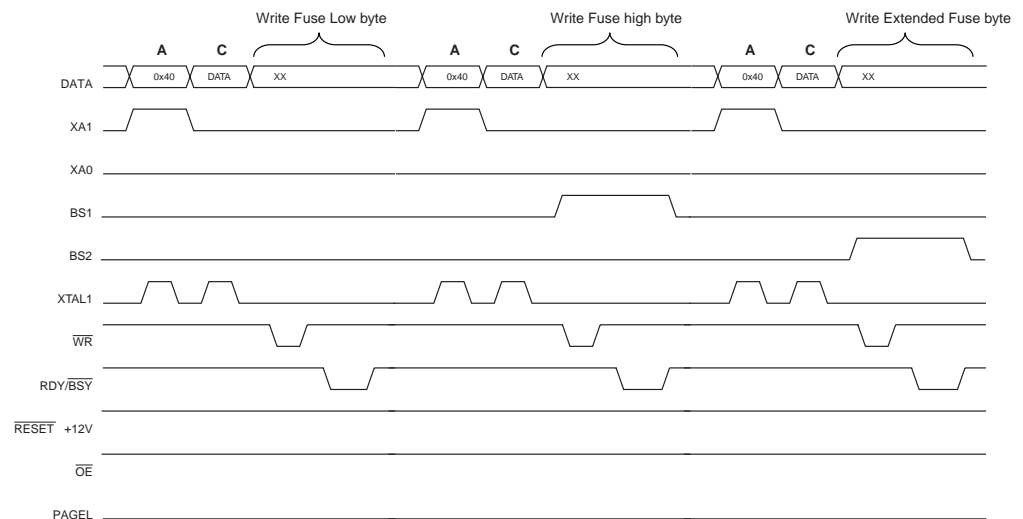 Write Fuse Low byte Write Fuse high byte Write Extended Fuse byte
A C A C A C
DATA 0x40 DATA XX 0x40 DATA XX 0x40 DATA XX
XA1
XA0
BS1
BS2
XTAL1
WR
RDY/BSY
RESET +12V
OE
PAGEL